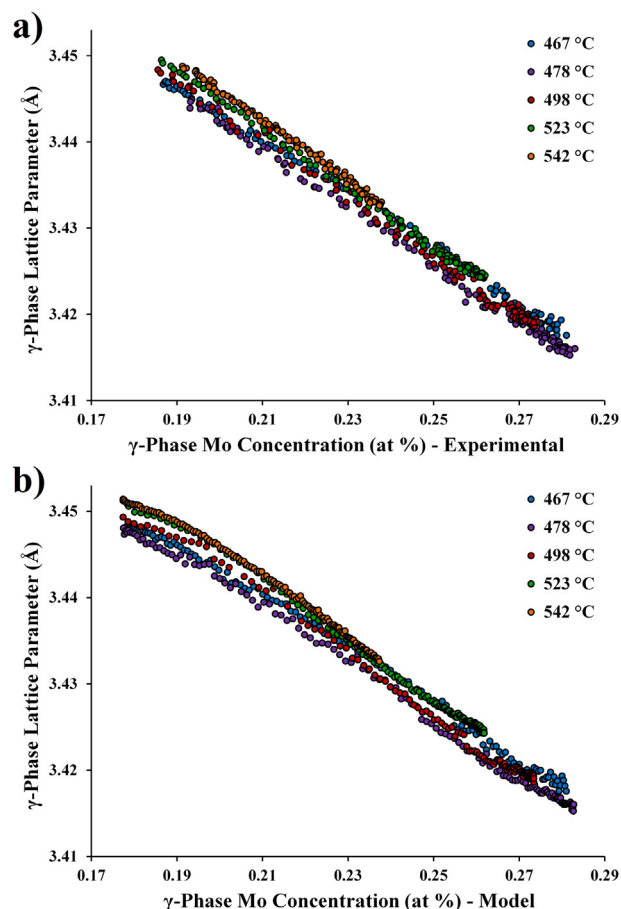 a)
3.45
3.44
3.43
3.42
3.41
γ-Phase Lattice Parameter (Å)
467 °C
478 °C
498 °C
523 °C
542 °C
0.17 0.19 0.21 0.23 0.25 0.27 0.29
γ-Phase Mo Concentration (at %) - Experimental
b)
3.45
3.44
3.43
3.42
3.41
γ-Phase Lattice Parameter (Å)
467 °C
478 °C
498 °C
523 °C
542 °C
0.17 0.19 0.21 0.23 0.25 0.27 0.29
γ-Phase Mo Concentration (at %) - Model